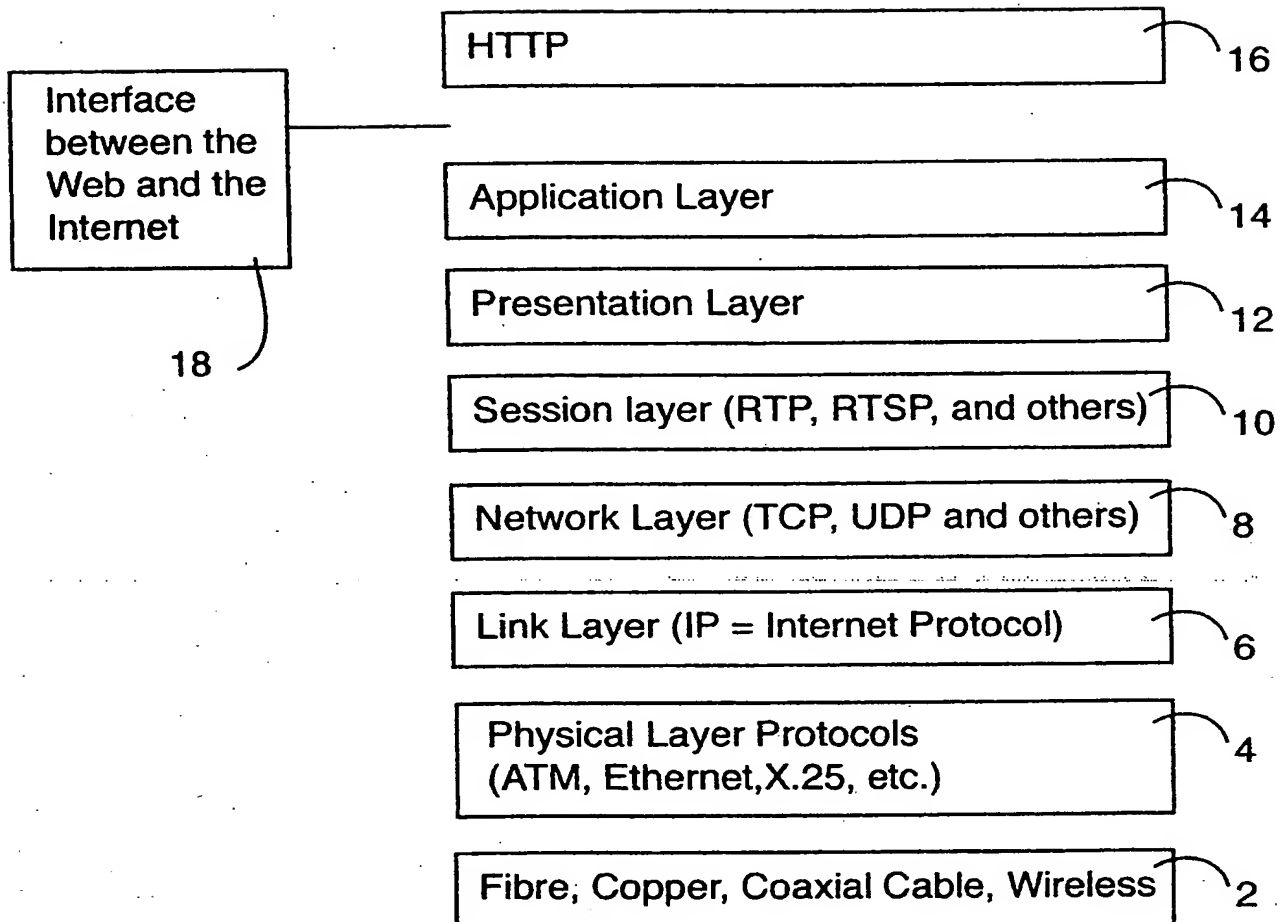 HTTP
16
Interface
between the
Web and the
Internet
18
Application Layer
14
Presentation Layer
12
Session layer (RTP, RTSP, and others)
10
Network Layer (TCP, UDP and others)
8
Link Layer (IP = Internet Protocol)
6
Physical Layer Protocols
(ATM, Ethernet,X.25, etc.)
4
Fibre, Copper, Coaxial Cable, Wireless
2